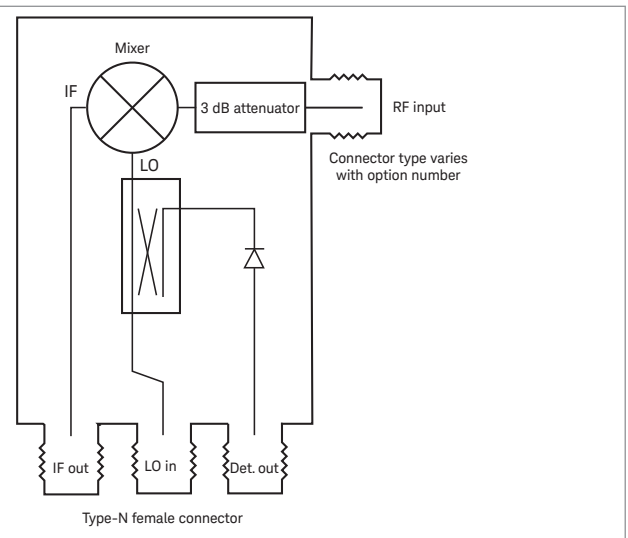 Mixer
IF
3 dB attenuator
RF input
Connector type varies
with option number
LO
IF out
LO in
Det. out
Type-N female connector